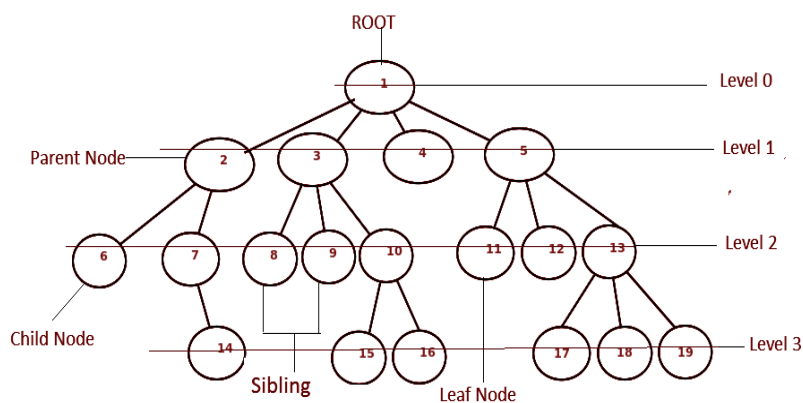 ROOT
1
Level 0
Parent Node
2
3
4
5
Level 1
6
7
8
9
10
11
12
13
Level 2
Child Node
14
Sibling
15
16
Leaf Node
17
18
19
Level 3